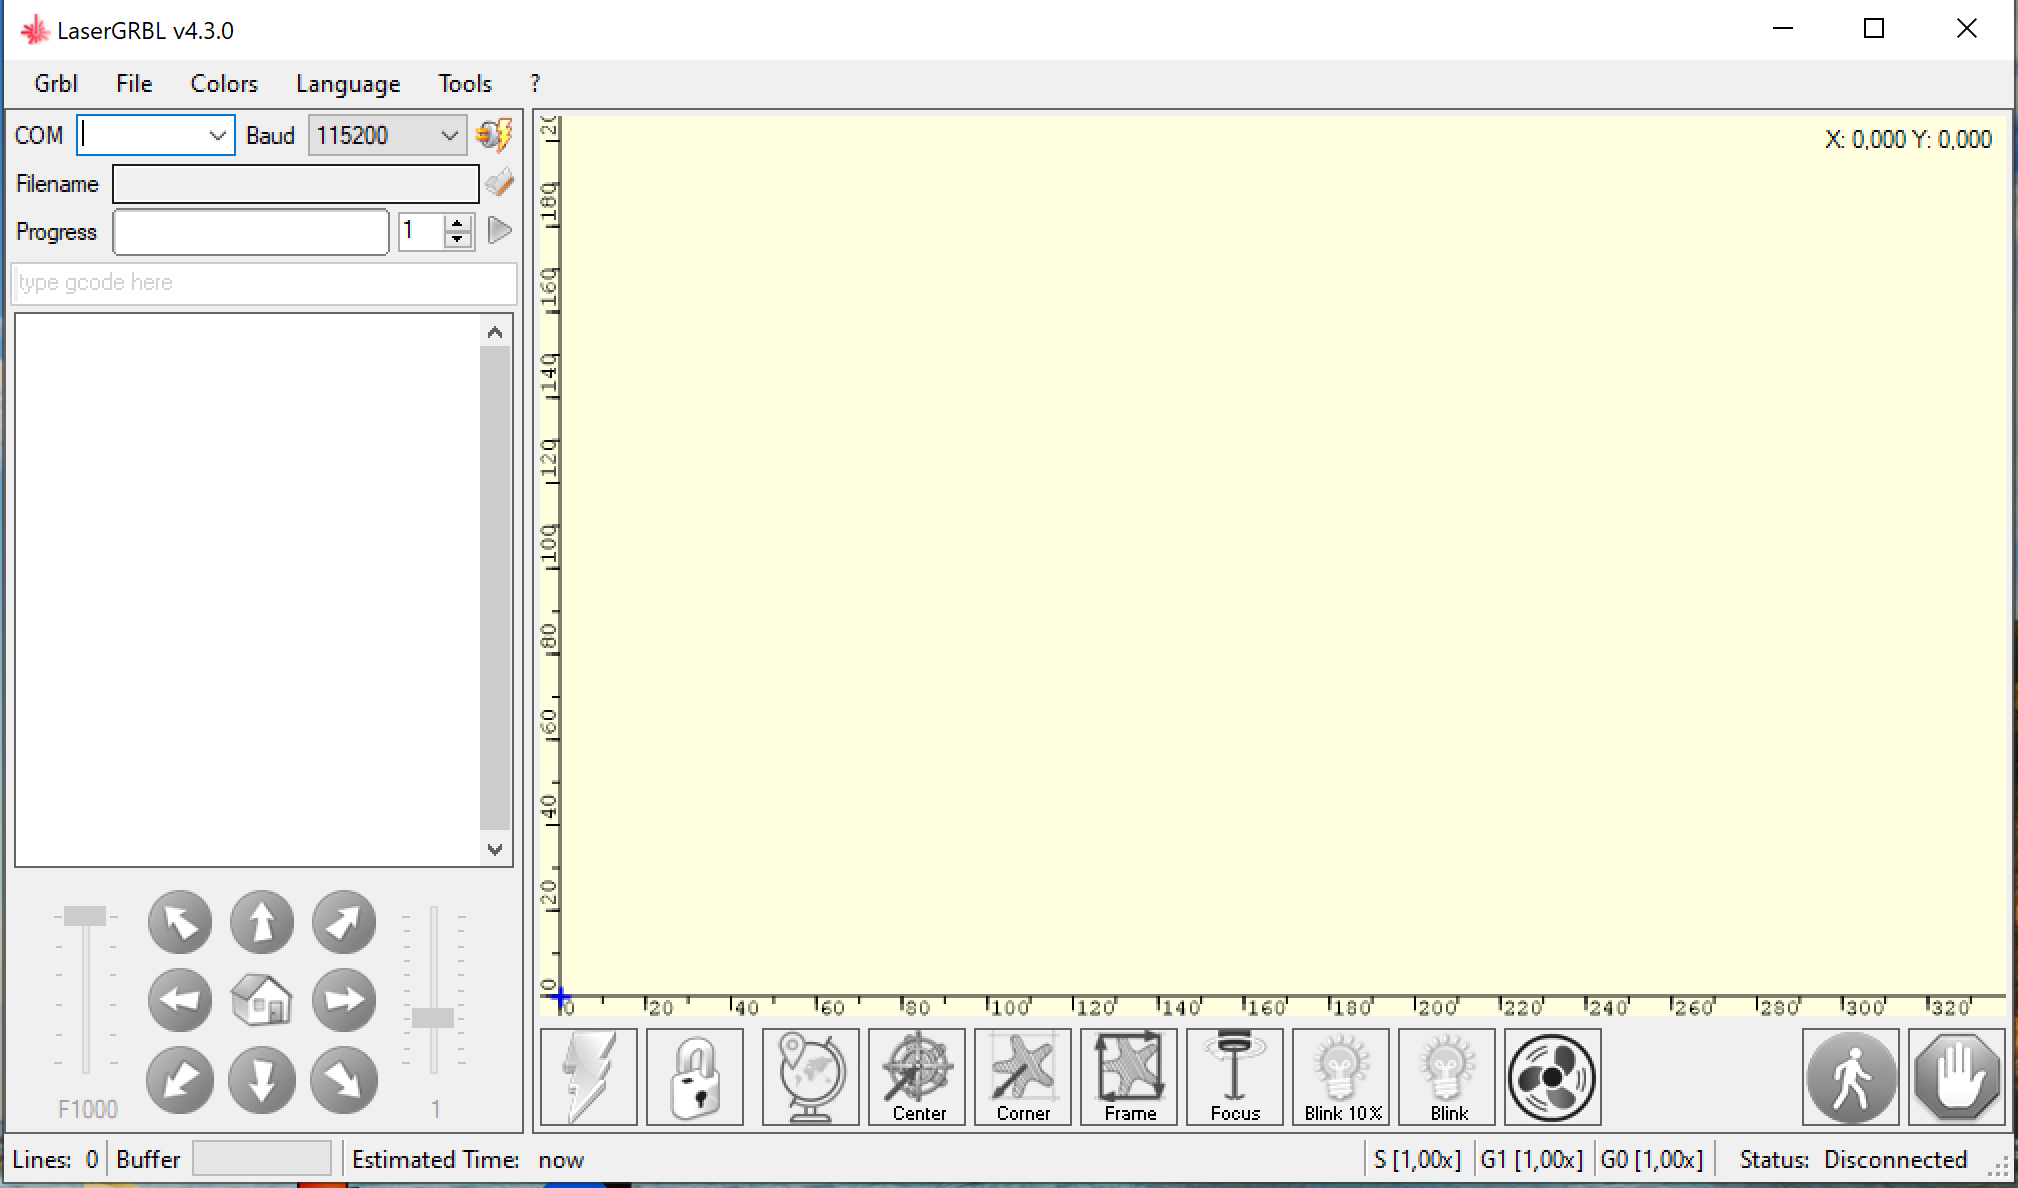 LaserGRBL v4.3.0
Grbl File Colors Language Tools ?
COM Baud 115200
Filename
Progress 1
type gcode here
X: 0,000 Y: 0,000
180
160
140
120
100
80
60
40
20
0
0 20 40 60 80 100 120 140 160 180 200 220 240 260 280 300 320
F1000 1
Center Corner Frame Focus Blink 10% Blink
Lines: 0 Buffer Estimated Time: now S [1,00x] G1 [1,00x] G0 [1,00x] Status: Disconnected